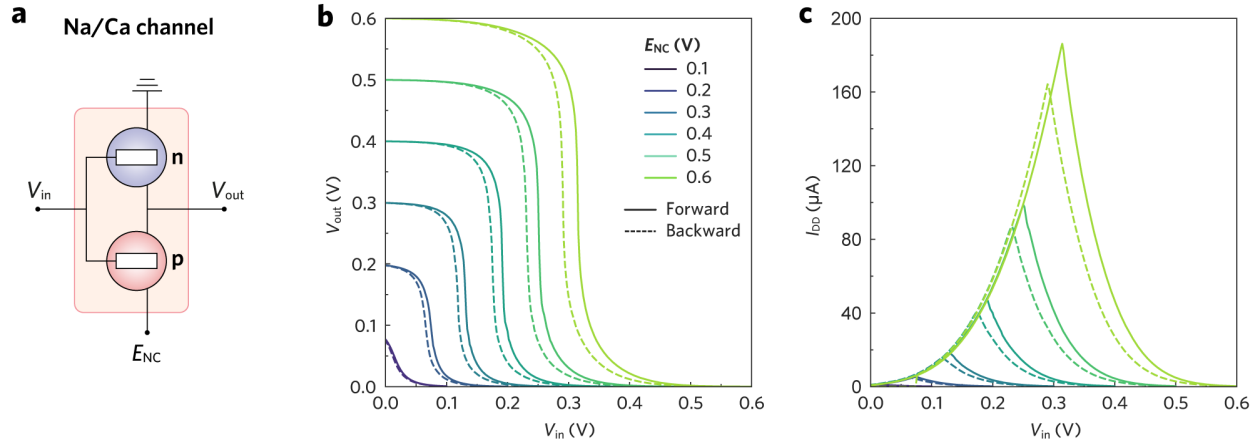 a
Na/Ca channel
n
V_in
V_out
p
E_NC
b
V_out (V)
0.6
0.5
0.4
0.3
0.2
0.1
0.0
0.0 0.1 0.2 0.3 0.4 0.5 0.6
V_in (V)
E_NC (V)
0.1
0.2
0.3
0.4
0.5
0.6
Forward
Backward
c
I_DD (µA)
200
160
120
80
40
0
0.0 0.1 0.2 0.3 0.4 0.5 0.6
V_in (V)